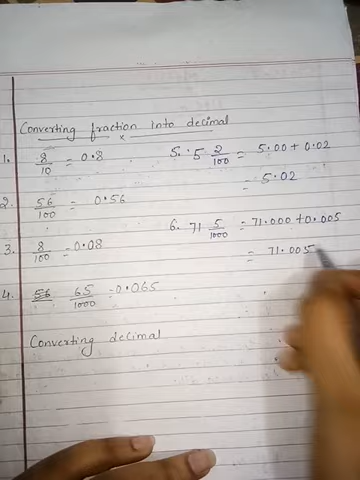 Converting fraction into decimal
1. 8/10 = 0.8
2. 56/100 = 0.56
3. 8/100 = 0.08
4. 65/1000 = 0.065
5. 5 2/100 = 5.00 + 0.02
= 5.02
6. 71 5/1000 = 71.000 + 0.005
= 71.005
Converting decimal